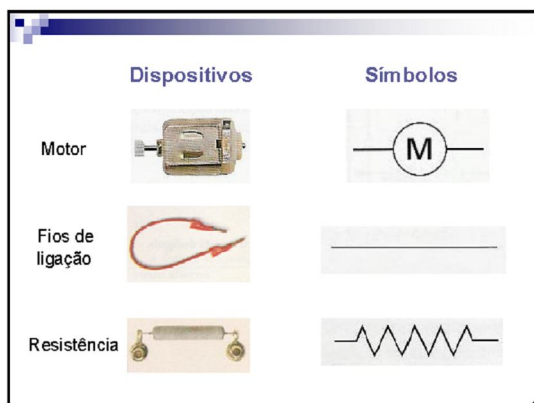 Dispositivos Símbolos
Motor
M
Fios de
ligação
Resistência